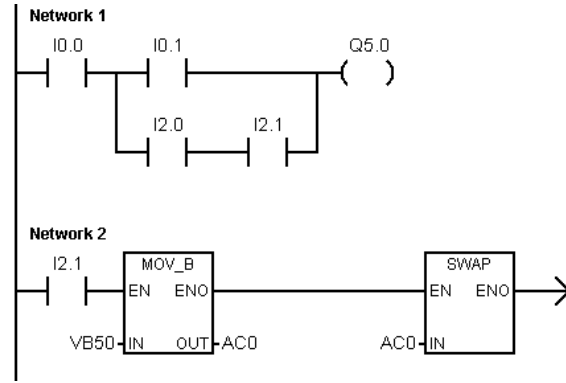 Network 1
I0.0 I0.1 Q5.0
I2.0 I2.1
Network 2
I2.1 MOV_B SWAP
EN ENO EN ENO
VB50 IN OUT AC0 AC0 IN